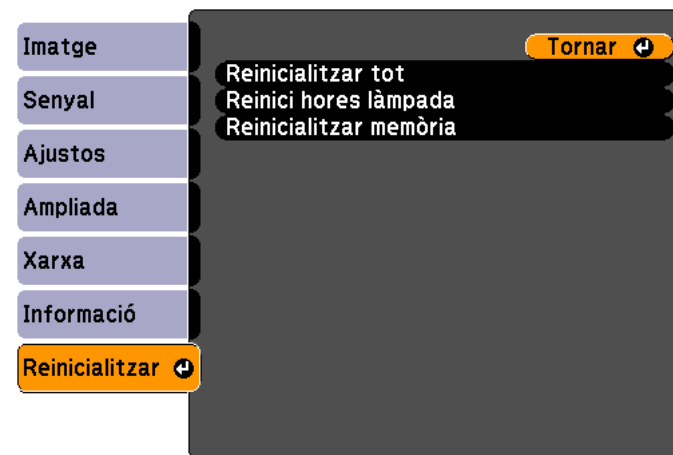 Imatge
Senyal
Ajustos
Ampliada
Xarxa
Informació
Reinicialitzar
Tornar
Reinicialitzar tot
Reinici hores làmpada
Reinicialitzar memòria